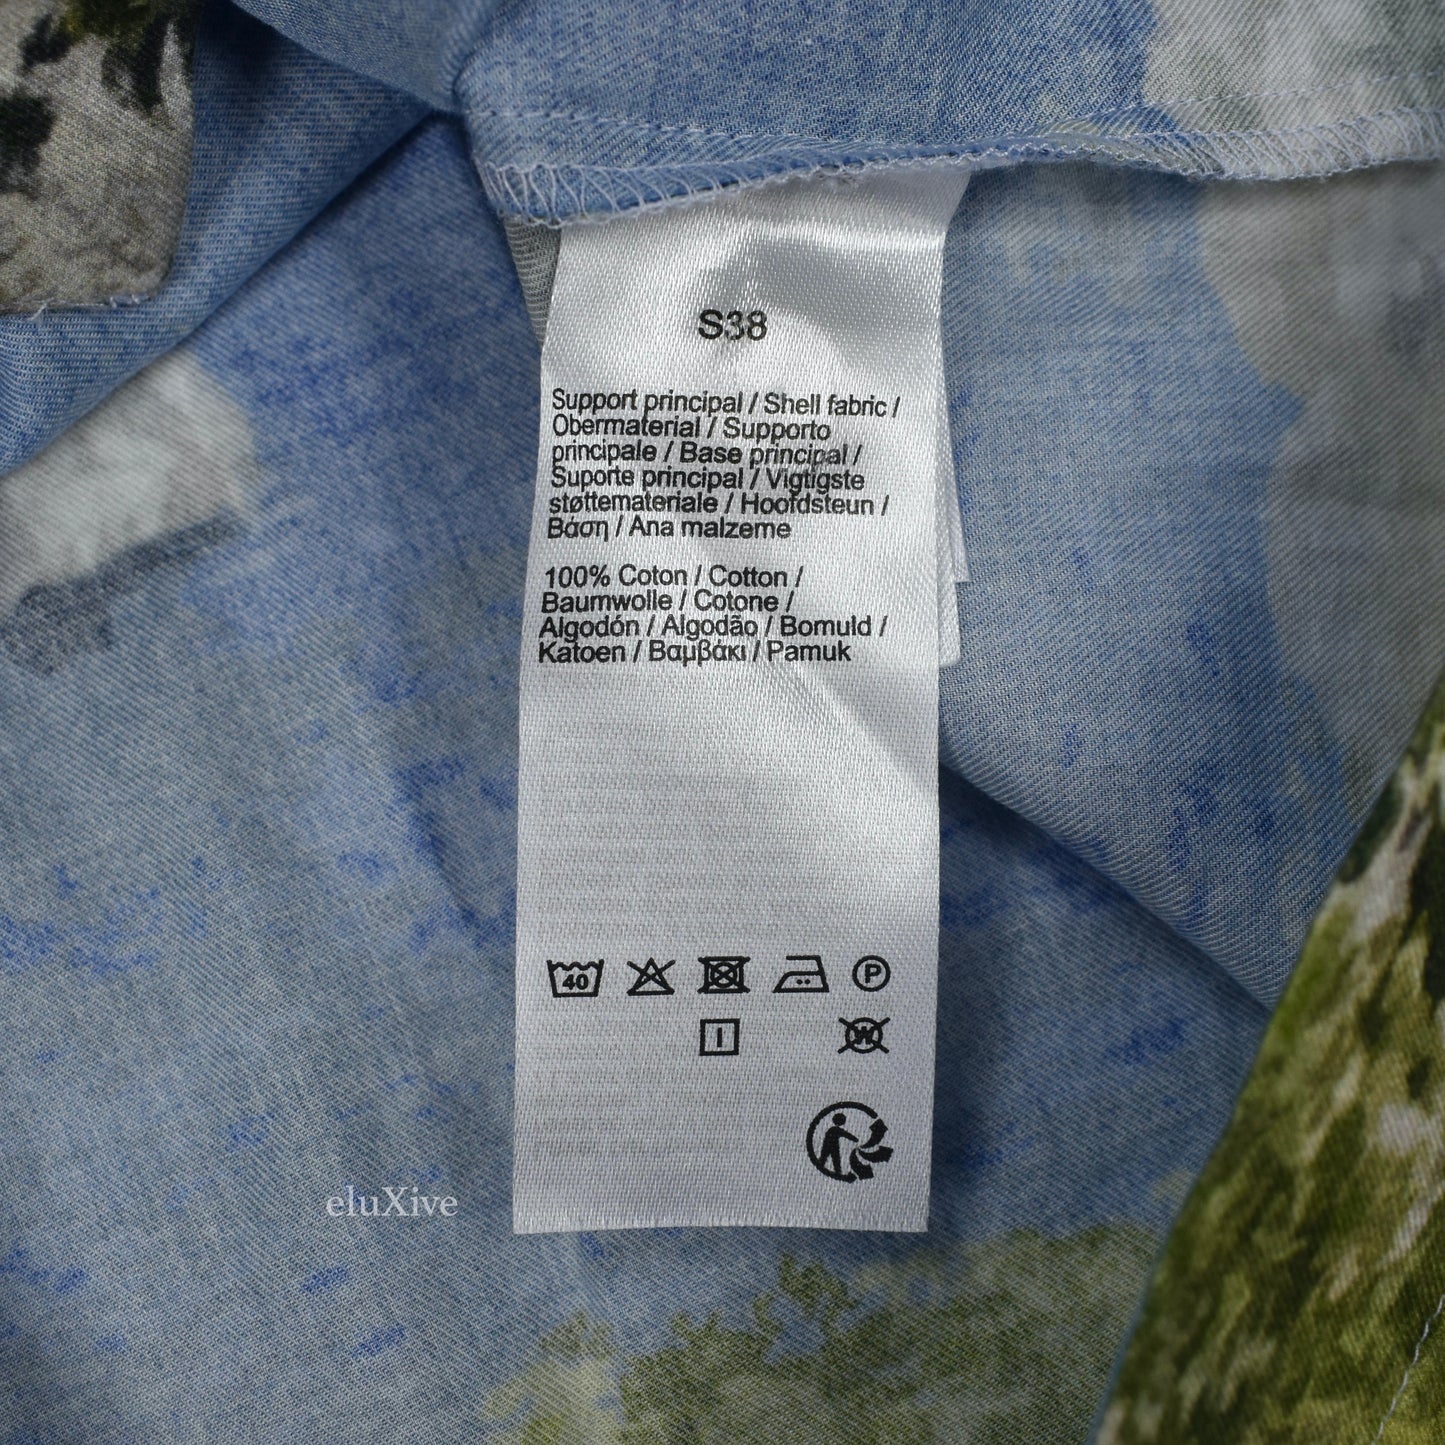 S38
Support principal / Shell fabric /
Obermaterial / Supporto
principale / Base principal /
Suporte principal / Vigtigste
støttemateriale / Hoofdsteun /
Βάση / Ana malzeme
100% Coton / Cotton /
Baumwolle / Cotone /
Algodón / Algodão / Bomuld /
Katoen / Βαμβάκι / Pamuk
40 P
W
eluXive